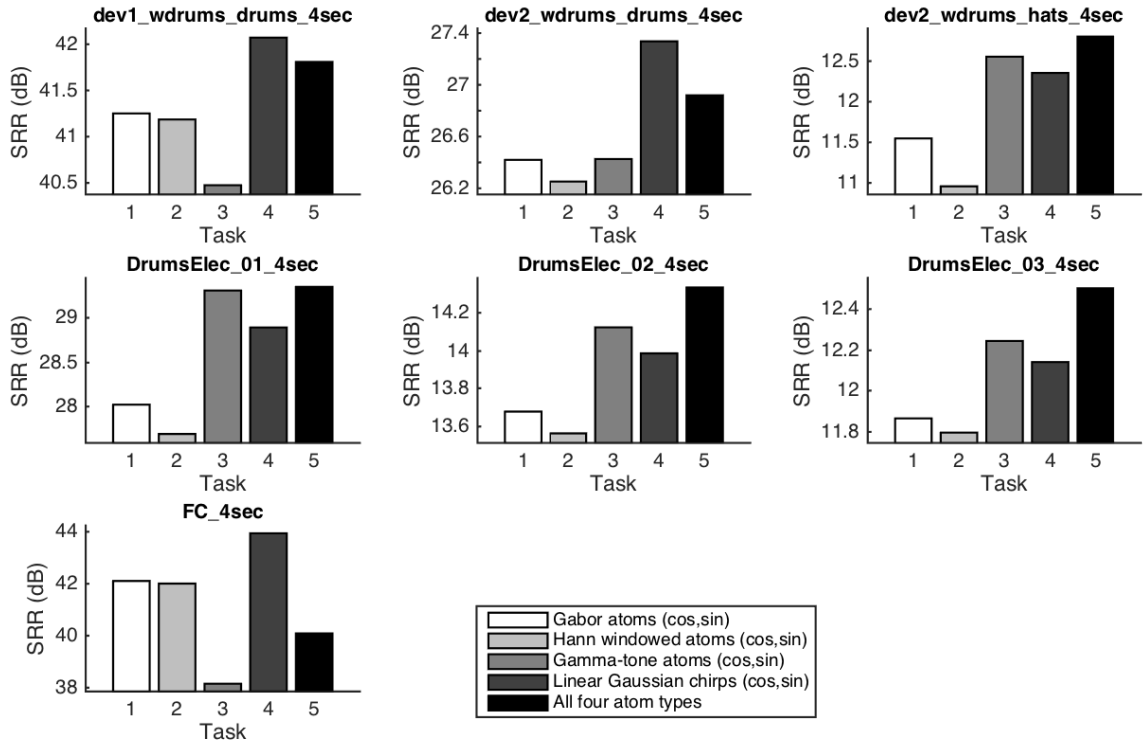 dev1_wdrums_drums_4sec
SRR (dB)
42
41.5
41
40.5
1 2 3 4 5
Task
dev2_wdrums_drums_4sec
SRR (dB)
27.4
27
26.6
26.2
1 2 3 4 5
Task
dev2_wdrums_hats_4sec
SRR (dB)
12.5
12
11.5
11
1 2 3 4 5
Task
DrumsElec_01_4sec
SRR (dB)
29
28.5
28
1 2 3 4 5
Task
DrumsElec_02_4sec
SRR (dB)
14.2
14
13.8
13.6
1 2 3 4 5
Task
DrumsElec_03_4sec
SRR (dB)
12.4
12.2
12
11.8
1 2 3 4 5
Task
FC_4sec
SRR (dB)
44
42
40
38
1 2 3 4 5
Task
Gabor atoms (cos,sin)
Hann windowed atoms (cos,sin)
Gamma-tone atoms (cos,sin)
Linear Gaussian chirps (cos,sin)
All four atom types